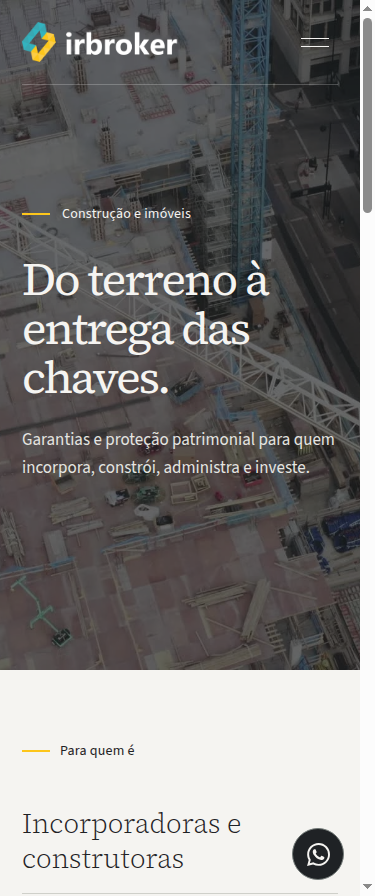 irbroker
Construção e imóveis
Do terreno à
entrega das
chaves.
Garantias e proteção patrimonial para quem
incorpora, constrói, administra e investe.
Para quem é
Incorporadoras e
construtoras